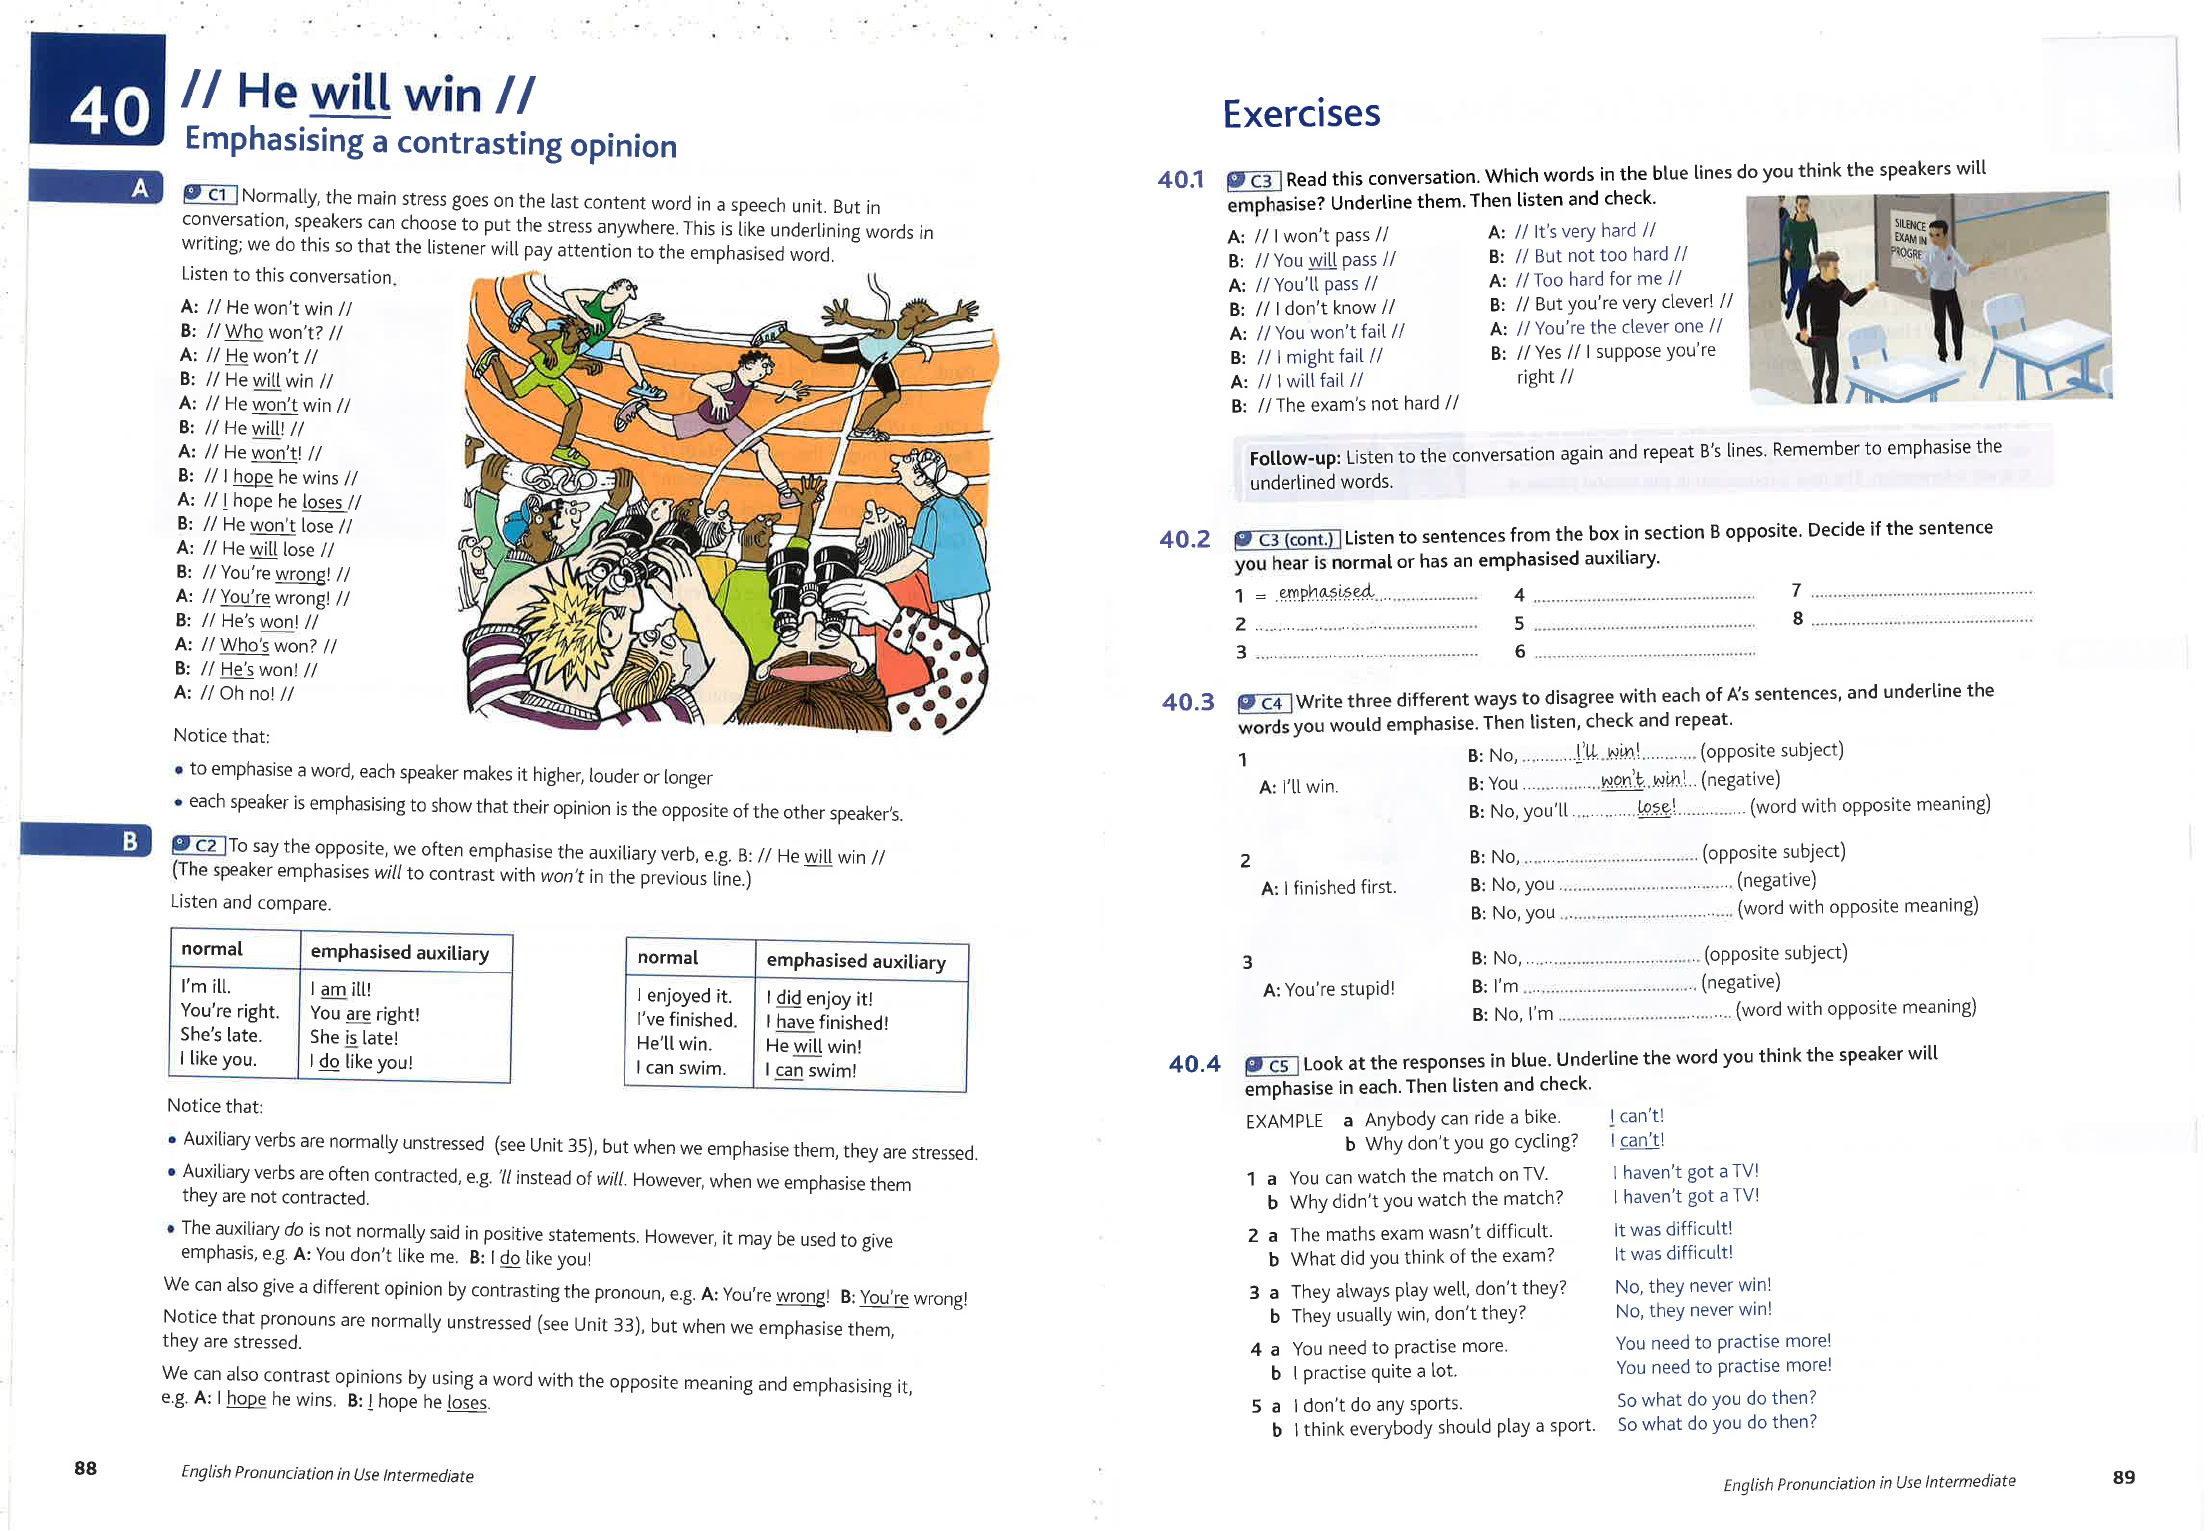 40
// He will win //
Emphasising a contrasting opinion
A
C1 Normally, the main stress goes on the last content word in a speech unit. But in
conversation, speakers can choose to put the stress anywhere. This is like underlining words in
writing; we do this so that the listener will pay attention to the emphasised word.
Listen to this conversation.
A: // He won't win //
B: // Who won't? //
A: // He won't //
B: // He will win //
A: // He won't win //
B: // He will! //
A: // He won't! //
B: // I hope he wins //
A: // I hope he loses //
B: // He won't lose //
A: // He will lose //
B: // You're wrong! //
A: // You're wrong! //
B: // He's won! //
A: // Who's won? //
B: // He's won! //
A: // Oh no! //
Notice that:
• to emphasise a word, each speaker makes it higher, louder or longer
• each speaker is emphasising to show that their opinion is the opposite of the other speaker's.
B
C2 To say the opposite, we often emphasise the auxiliary verb, e.g. B: // He will win //
(The speaker emphasises will to contrast with won't in the previous line.)
Listen and compare.
normal emphasised auxiliary
I'm ill. I am ill!
You're right. You are right!
She's late. She is late!
I like you. I do like you!
normal emphasised auxiliary
I enjoyed it. I did enjoy it!
I've finished. I have finished!
He'll win. He will win!
I can swim. I can swim!
Notice that:
• Auxiliary verbs are normally unstressed (see Unit 35), but when we emphasise them, they are stressed.
• Auxiliary verbs are often contracted, e.g. 'll instead of will. However, when we emphasise them
they are not contracted.
• The auxiliary do is not normally said in positive statements. However, it may be used to give
emphasis, e.g. A: You don't like me. B: I do like you!
We can also give a different opinion by contrasting the pronoun, e.g. A: You're wrong! B: You're wrong!
Notice that pronouns are normally unstressed (see Unit 33), but when we emphasise them,
they are stressed.
We can also contrast opinions by using a word with the opposite meaning and emphasising it,
e.g. A: I hope he wins. B: I hope he loses.
88
English Pronunciation in Use Intermediate
Exercises
40.1 C3 Read this conversation. Which words in the blue lines do you think the speakers will
emphasise? Underline them. Then listen and check.
A: // I won't pass //
B: // You will pass //
A: // You'll pass //
B: // I don't know //
A: // You won't fail //
B: // I might fail //
A: // I will fail //
B: // The exam's not hard //
A: // It's very hard //
B: // But not too hard //
A: // Too hard for me //
B: // But you're very clever! //
A: // You're the clever one //
B: // Yes // I suppose you're
right //
SILENCE
EXAM IN
PROGRE
Follow-up: Listen to the conversation again and repeat B's lines. Remember to emphasise the
underlined words.
40.2 C3 (cont.) Listen to sentences from the box in section B opposite. Decide if the sentence
you hear is normal or has an emphasised auxiliary.
1 = emphasised
2
3
4
5
6
7
8
40.3 C4 Write three different ways to disagree with each of A's sentences, and underline the
words you would emphasise. Then listen, check and repeat.
1
A: I'll win.
B: No, I'll win! (opposite subject)
B: You won't win! (negative)
B: No, you'll lose! (word with opposite meaning)
2
A: I finished first.
B: No, (opposite subject)
B: No, you (negative)
B: No, you (word with opposite meaning)
3
A: You're stupid!
B: No, (opposite subject)
B: I'm (negative)
B: No, I'm (word with opposite meaning)
40.4 C5 Look at the responses in blue. Underline the word you think the speaker will
emphasise in each. Then listen and check.
EXAMPLE a Anybody can ride a bike. I can't!
b Why don't you go cycling? I can't!
1 a You can watch the match on TV. I haven't got a TV!
b Why didn't you watch the match? I haven't got a TV!
2 a The maths exam wasn't difficult. It was difficult!
b What did you think of the exam? It was difficult!
3 a They always play well, don't they? No, they never win!
b They usually win, don't they? No, they never win!
4 a You need to practise more. You need to practise more!
b I practise quite a lot. You need to practise more!
5 a I don't do any sports. So what do you do then?
b I think everybody should play a sport. So what do you do then?
English Pronunciation in Use Intermediate
89